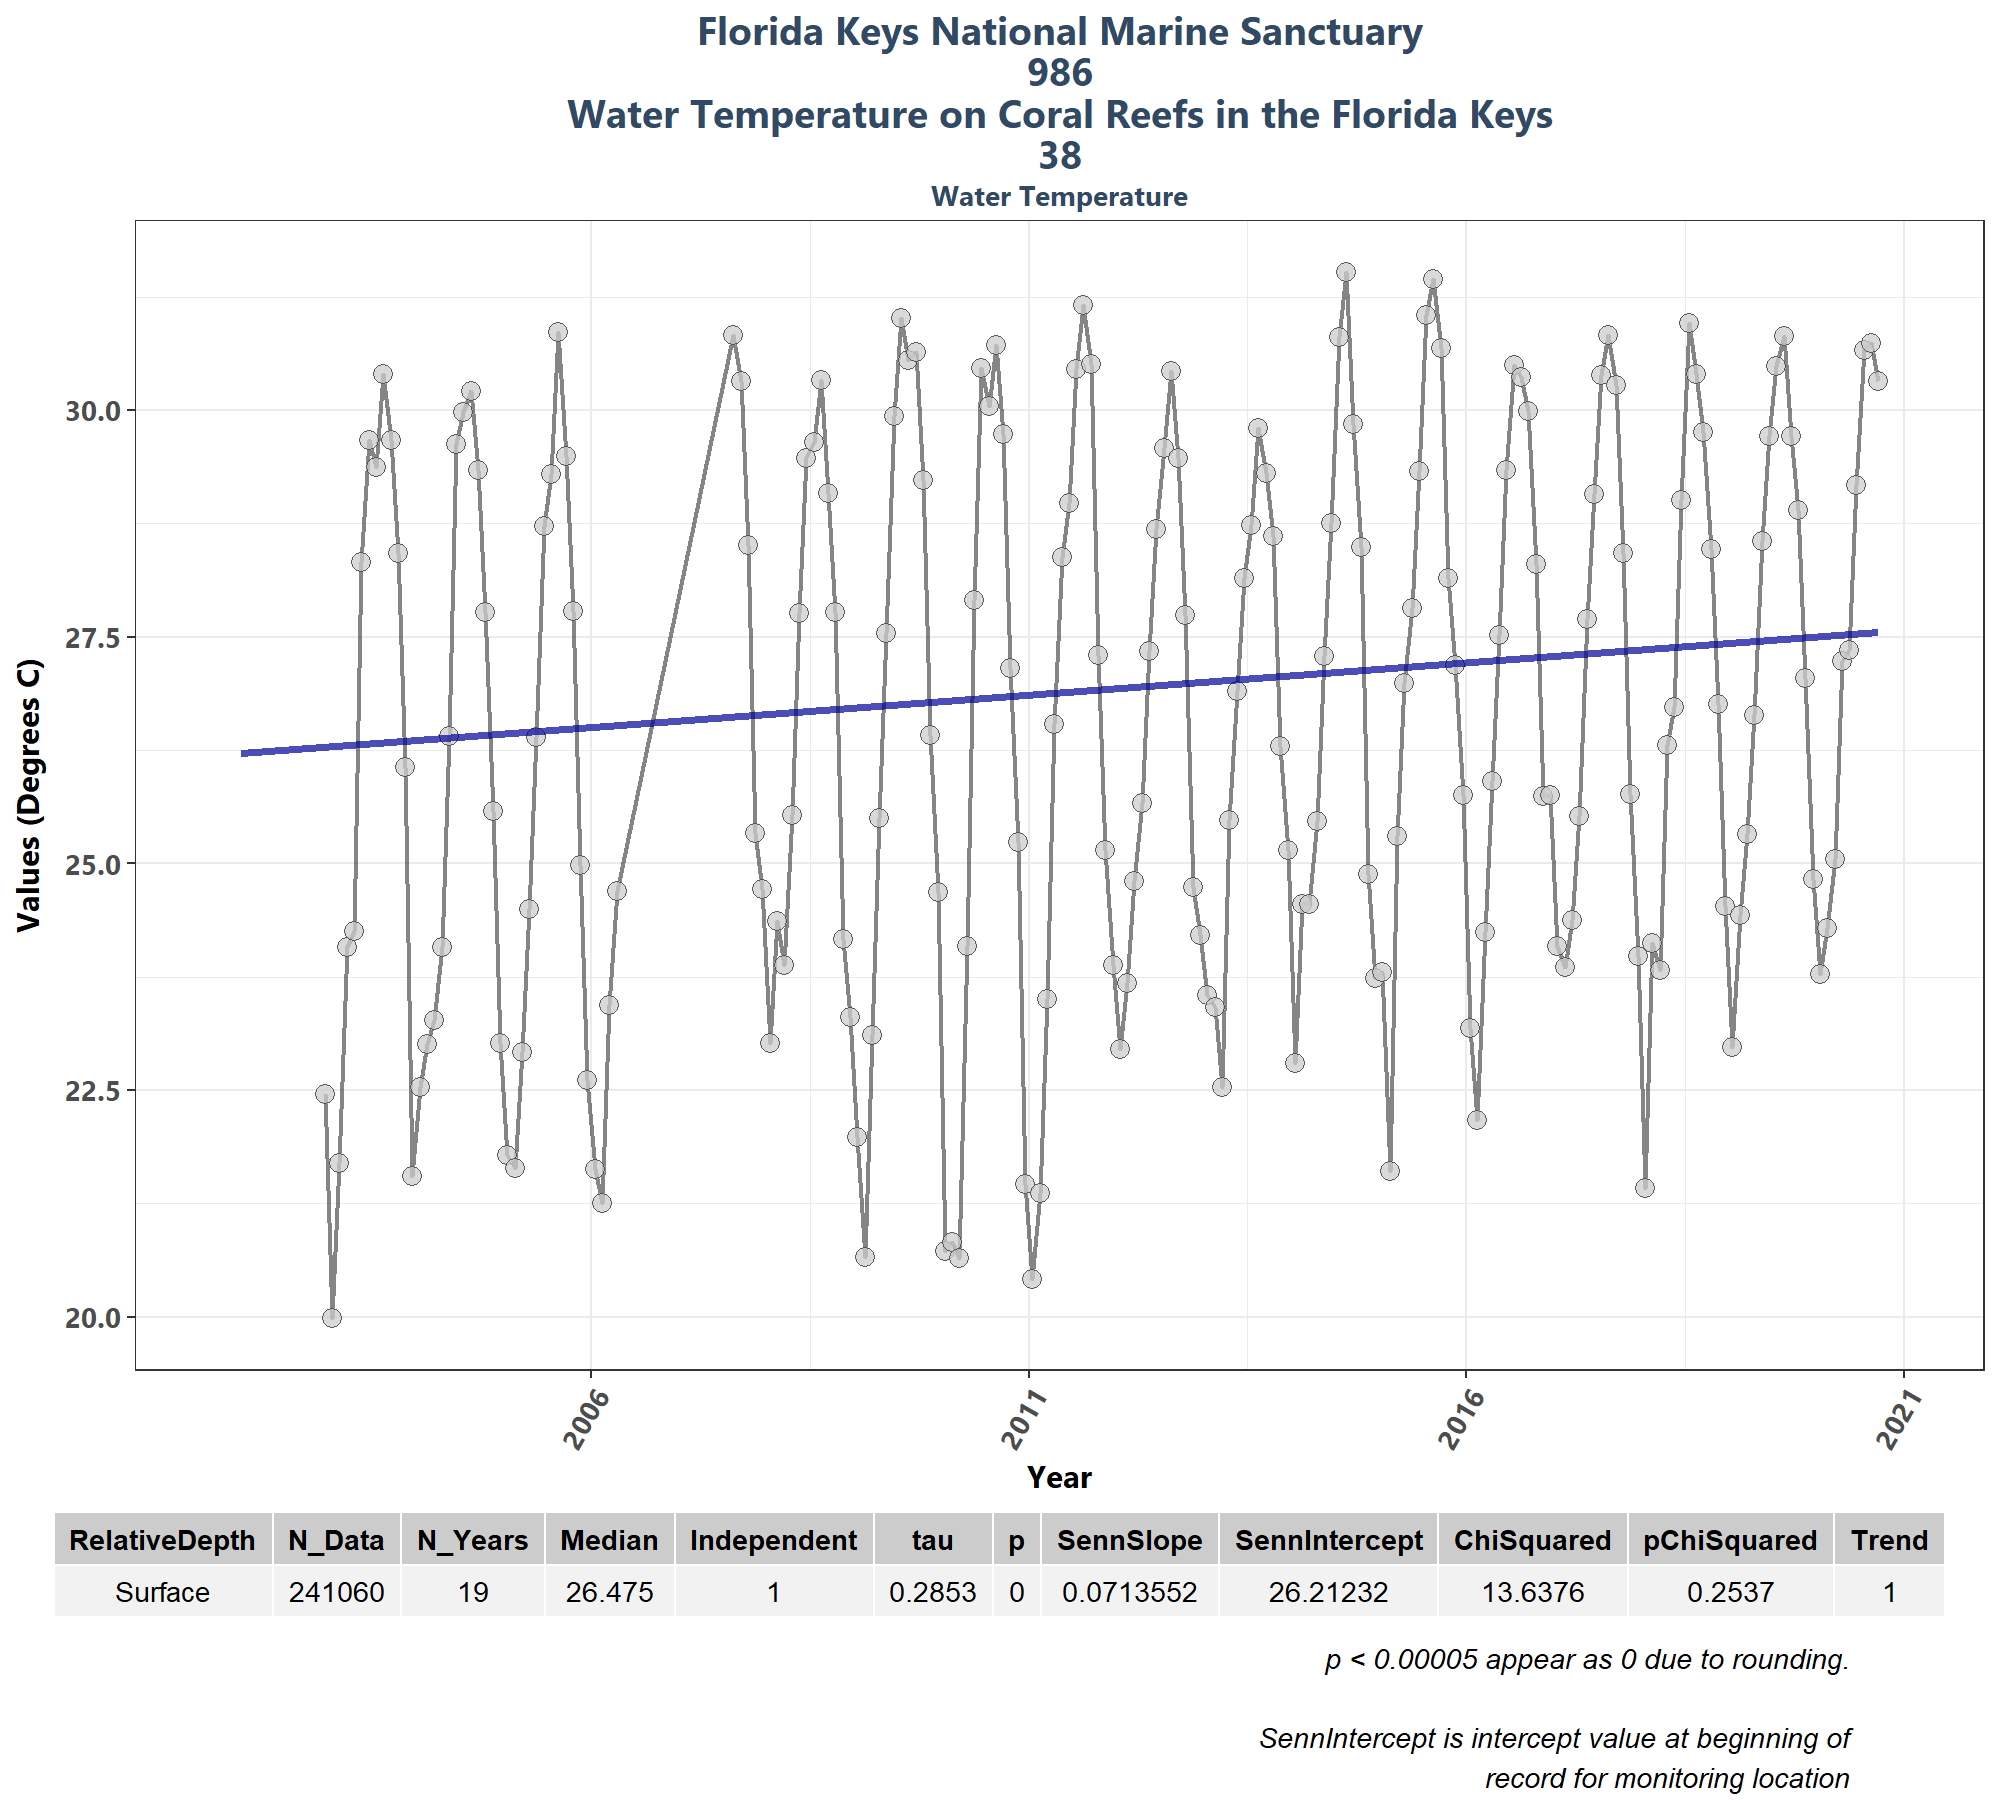 Florida Keys National Marine Sanctuary
986
Water Temperature on Coral Reefs in the Florida Keys
38
Water Temperature
Values (Degrees C)
30.0
27.5
25.0
22.5
20.0
2006 2011 2016 2021
Year
RelativeDepth N_Data N_Years Median Independent tau p SennSlope SennIntercept ChiSquared pChiSquared Trend
Surface 241060 19 26.475 1 0.2853 0 0.0713552 26.21232 13.6376 0.2537 1
p < 0.00005 appear as 0 due to rounding.
SennIntercept is intercept value at beginning of
record for monitoring location